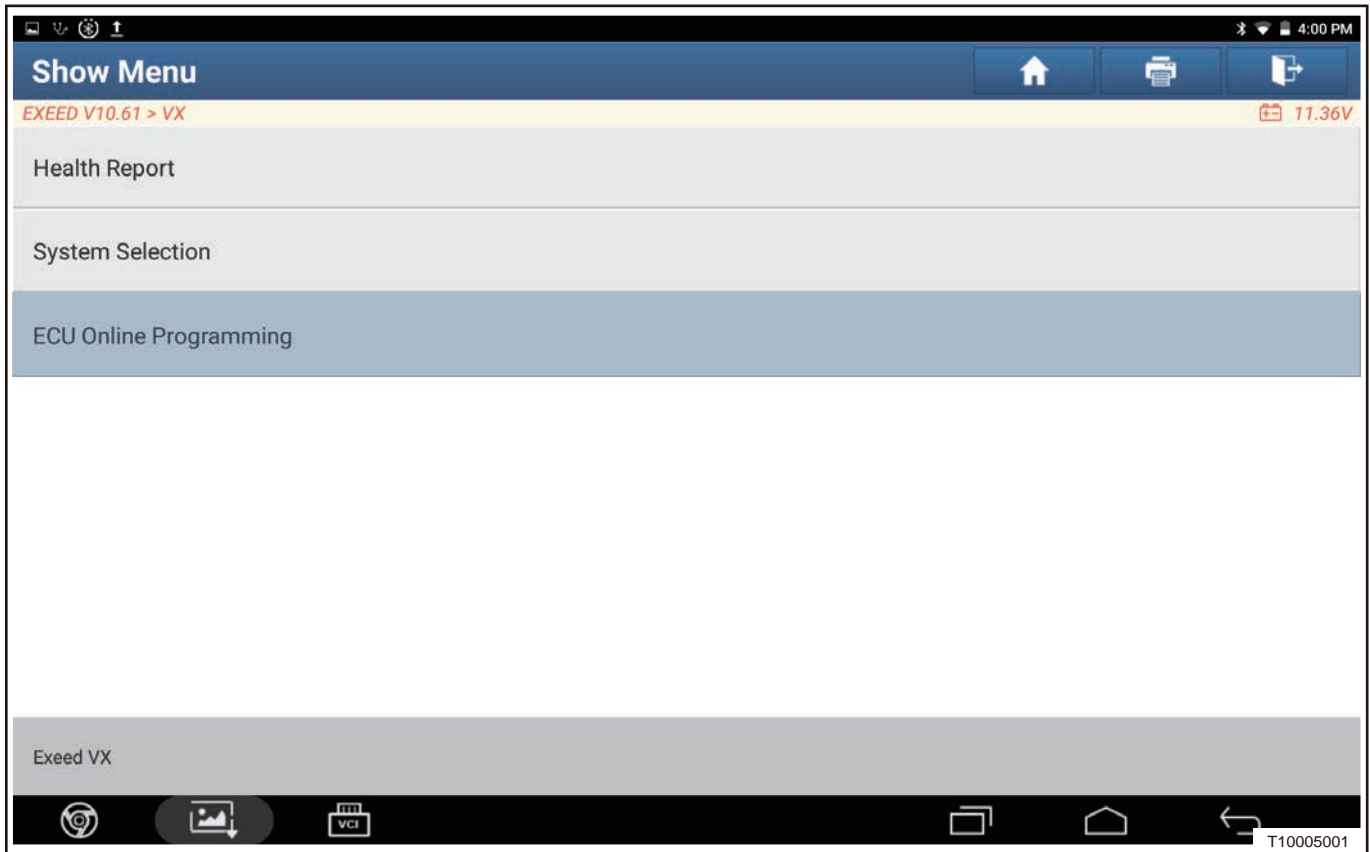 4:00 PM
Show Menu
EXEED V10.61 > VX
11.36V
Health Report
System Selection
ECU Online Programming
Exeed VX
VCI
T10005001